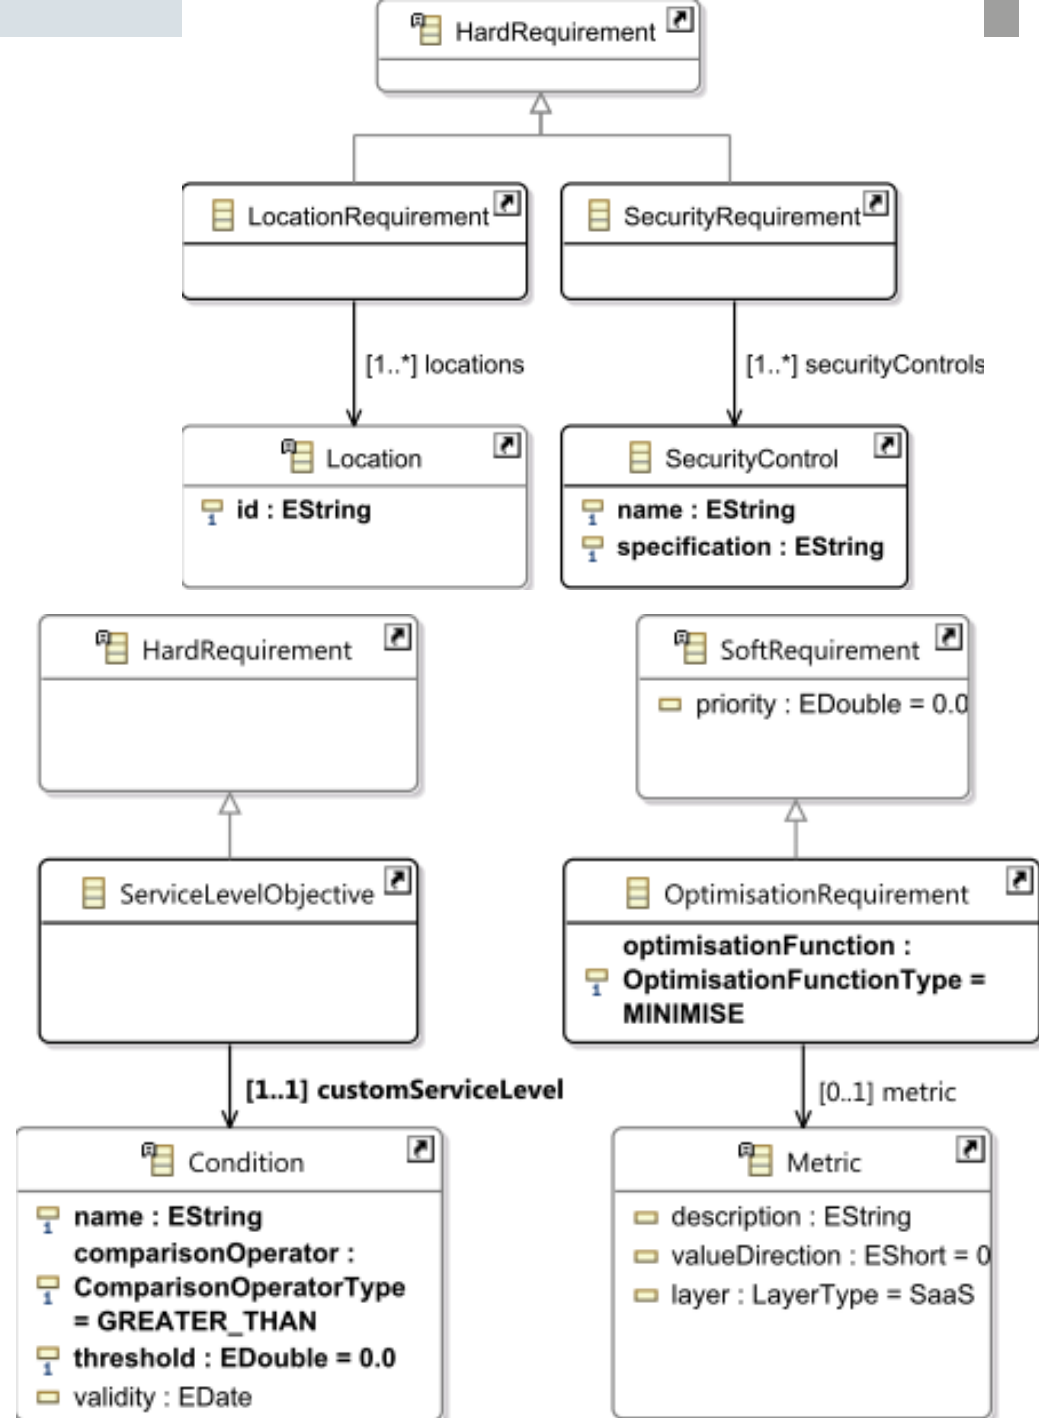 HardRequirement
LocationRequirement
SecurityRequirement
[1..*] locations
[1..*] securityControls
Location
id : EString
SecurityControl
name : EString
specification : EString
HardRequirement
SoftRequirement
priority : EDouble = 0.0
ServiceLevelObjective
OptimisationRequirement
optimisationFunction :
OptimisationFunctionType =
MINIMISE
[1..1] customServiceLevel
[0..1] metric
Condition
name : EString
comparisonOperator :
ComparisonOperatorType
= GREATER_THAN
threshold : EDouble = 0.0
validity : EDate
Metric
description : EString
valueDirection : EShort = 0
layer : LayerType = SaaS